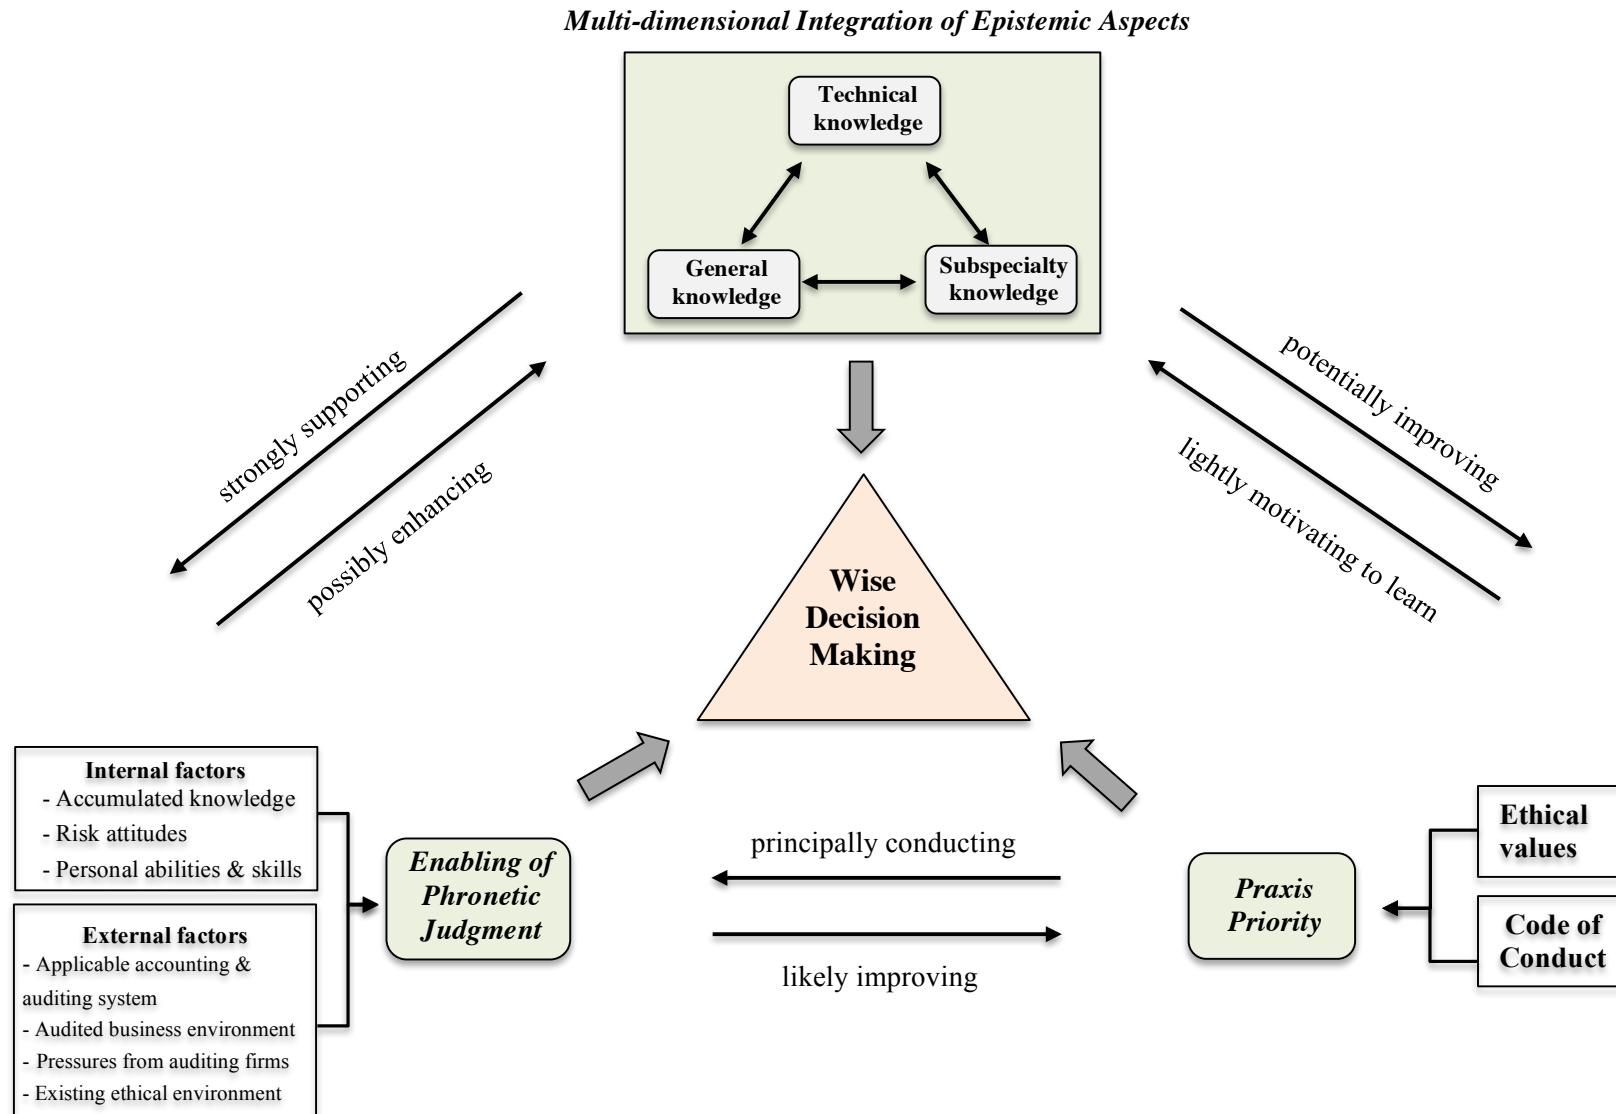 Multi-dimensional Integration of Epistemic Aspects
Technical
knowledge
General
knowledge
Subspecialty
knowledge
strongly supporting
possibly enhancing
potentially improving
lightly motivating to learn
Wise
Decision
Making
Internal factors
- Accumulated knowledge
- Risk attitudes
- Personal abilities & skills
External factors
- Applicable accounting &
auditing system
- Audited business environment
- Pressures from auditing firms
- Existing ethical environment
Enabling of
Phronetic
Judgment
principally conducting
likely improving
Praxis
Priority
Ethical
values
Code of
Conduct